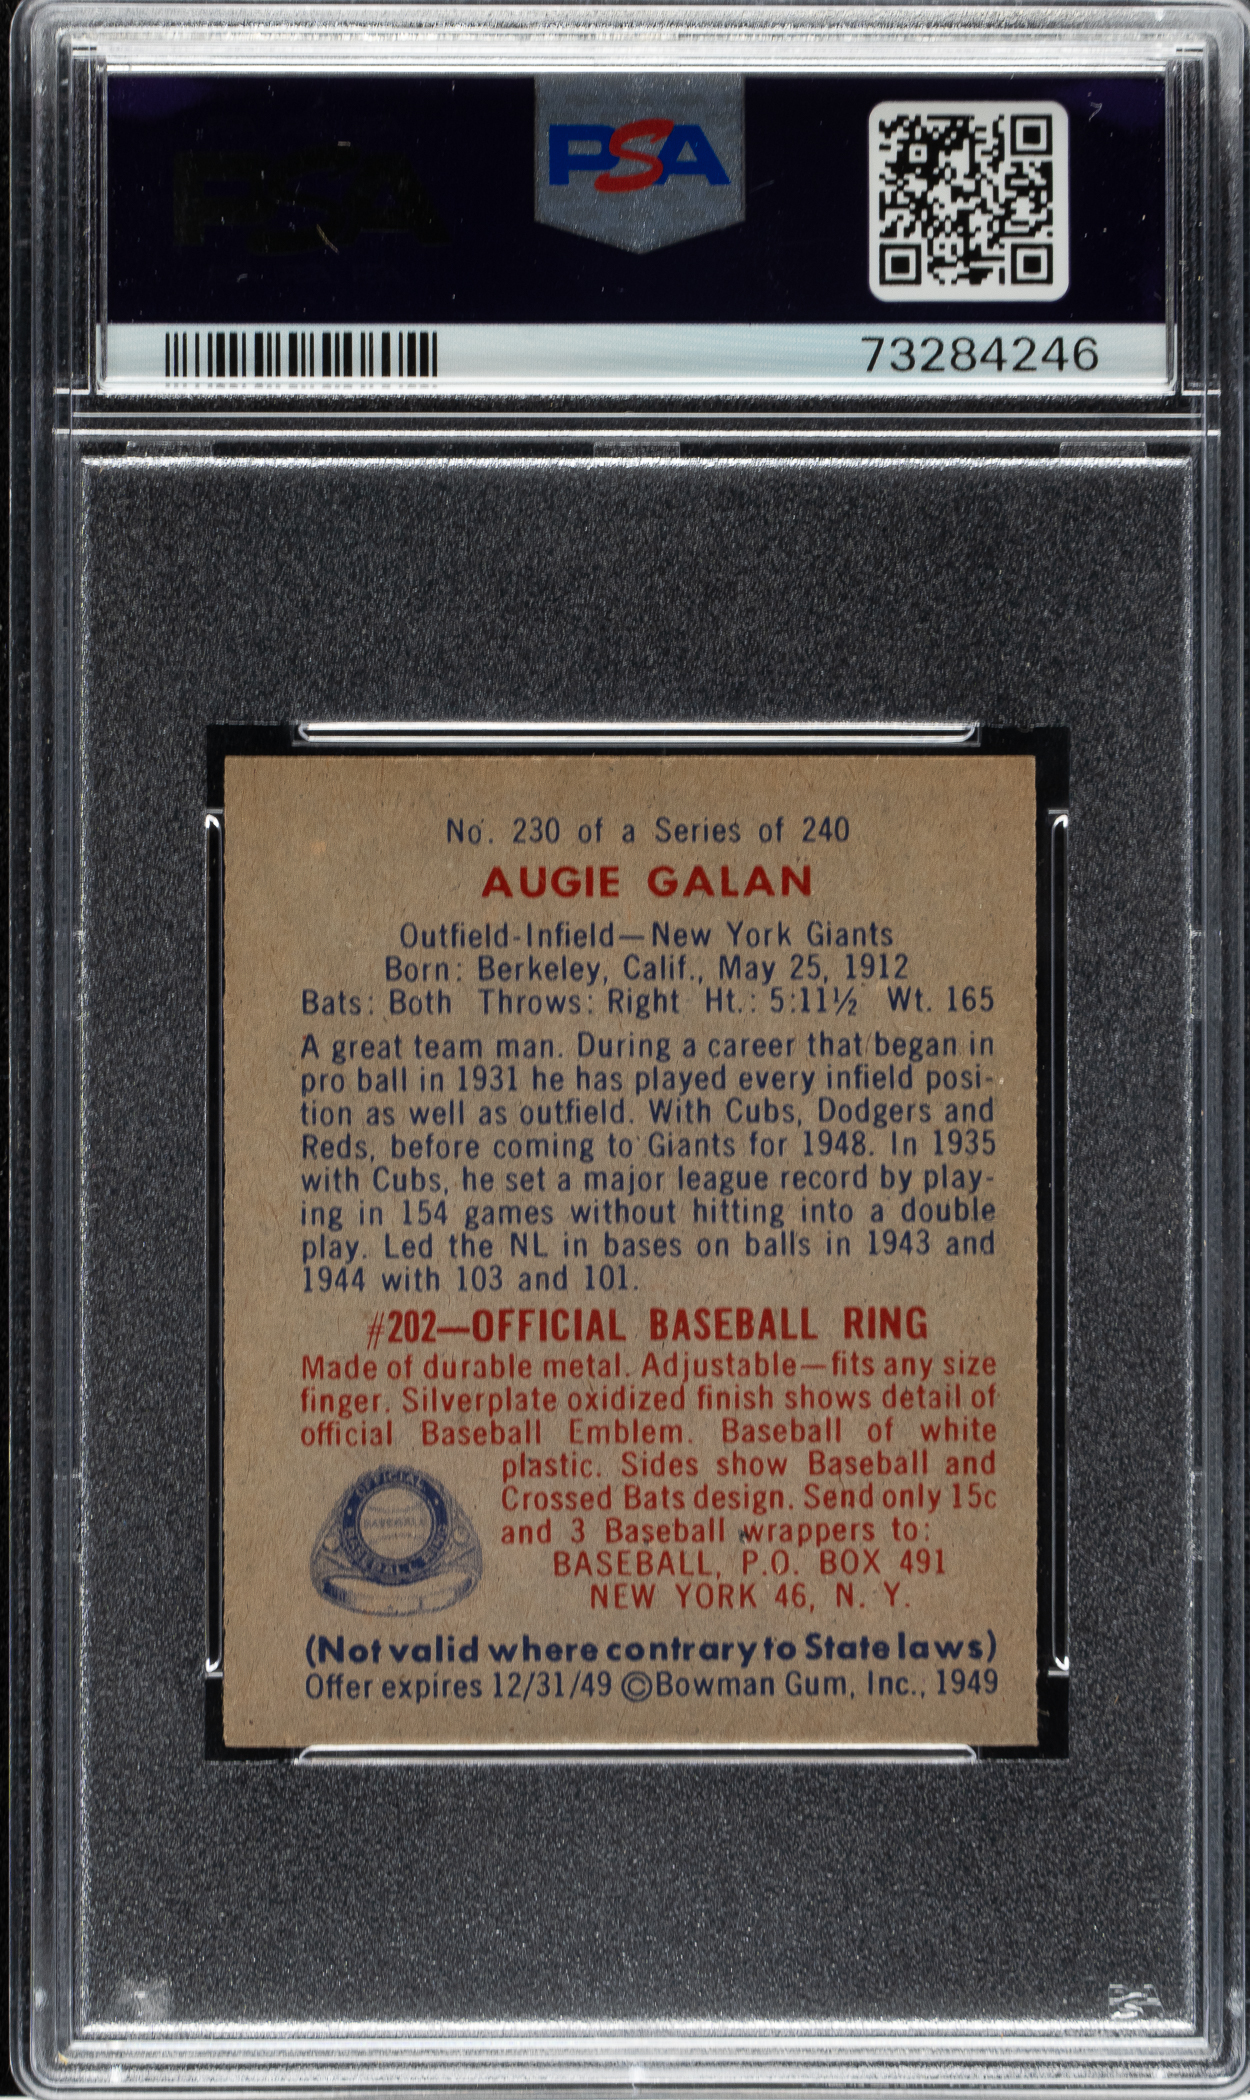 PSA
73284246
No. 230 of a Series of 240
AUGIE GALAN
Outfield-Infield—New York Giants
Born: Berkeley, Calif., May 25, 1912
Bats: Both Throws: Right Ht.: 5:11½ Wt. 165
A great team man. During a career that began in
pro ball in 1931 he has played every infield posi-
tion as well as outfield. With Cubs, Dodgers and
Reds, before coming to Giants for 1948. In 1935
with Cubs, he set a major league record by play-
ing in 154 games without hitting into a double
play. Led the NL in bases on balls in 1943 and
1944 with 103 and 101.
#202—OFFICIAL BASEBALL RING
Made of durable metal. Adjustable—fits any size
finger. Silverplate oxidized finish shows detail of
official Baseball Emblem. Baseball of white
plastic. Sides show Baseball and
Crossed Bats design. Send only 15c
and 3 Baseball wrappers to:
BASEBALL, P.O. BOX 491
NEW YORK 46, N. Y.
OFFICIAL
BASEBALL
BASEBALL RING
(Not valid where contrary to State laws)
Offer expires 12/31/49 ©Bowman Gum, Inc., 1949